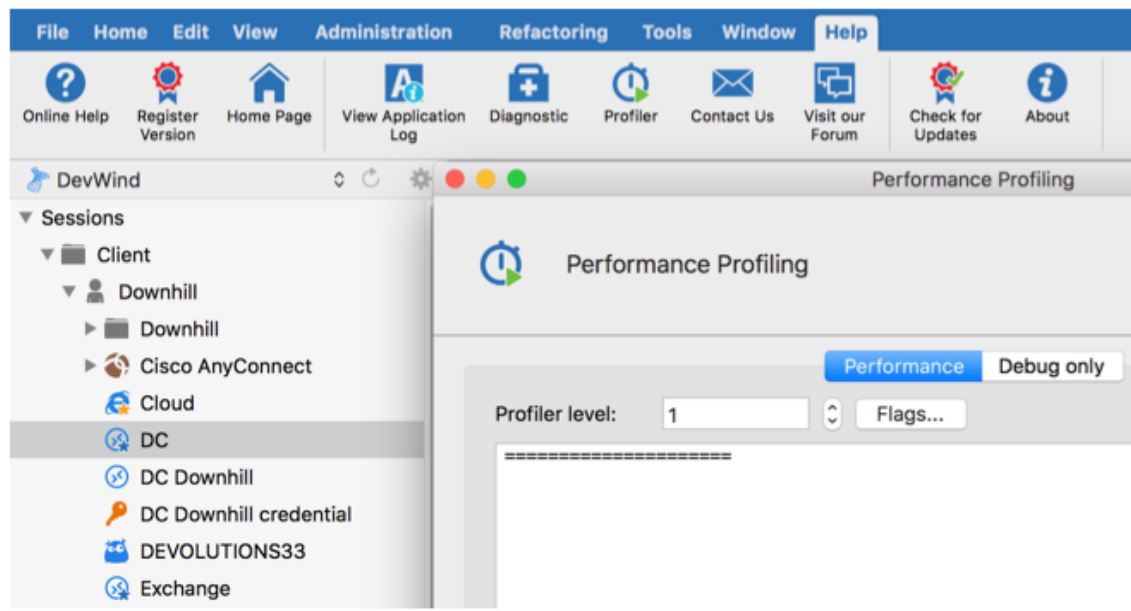 File Home Edit View Administration Refactoring Tools Window Help
Online Help Register Version Home Page View Application Log Diagnostic Profiler Contact Us Visit our Forum Check for Updates About
DevWind
Performance Profiling
Sessions
Client
Performance Profiling
Downhill
Downhill
Cisco AnyConnect
Performance Debug only
Cloud
Profiler level: 1 Flags...
DC
=====================
DC Downhill
DC Downhill credential
DEVOLUTIONS33
Exchange